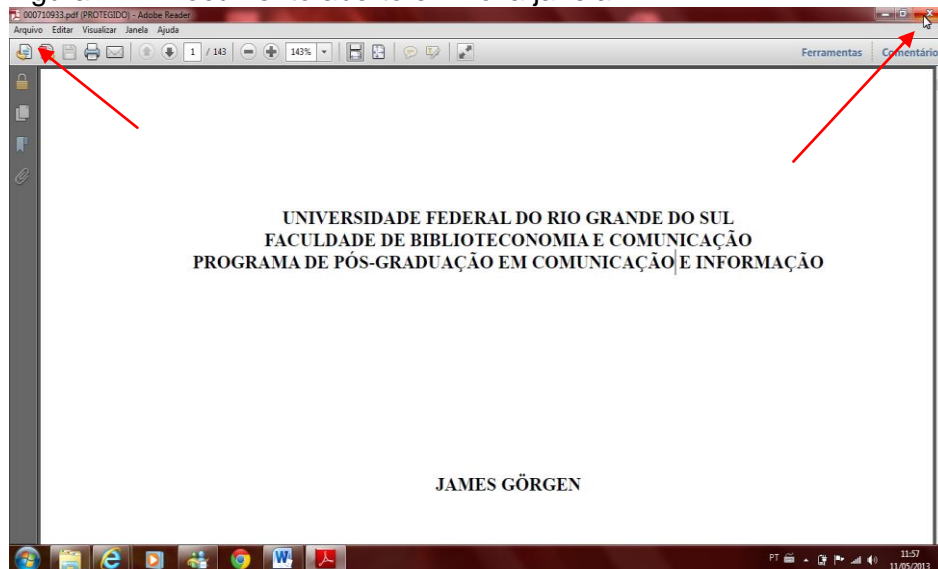 000710933.pdf (PROTEGIDO) - Adobe Reader
Arquivo Editar Visualizar Janela Ajuda
1 / 143 143% Ferramentas Comentário
UNIVERSIDADE FEDERAL DO RIO GRANDE DO SUL
FACULDADE DE BIBLIOTECONOMIA E COMUNICAÇÃO
PROGRAMA DE PÓS-GRADUAÇÃO EM COMUNICAÇÃO E INFORMAÇÃO
JAMES GÖRGEN
PT 11:57
11/05/2013